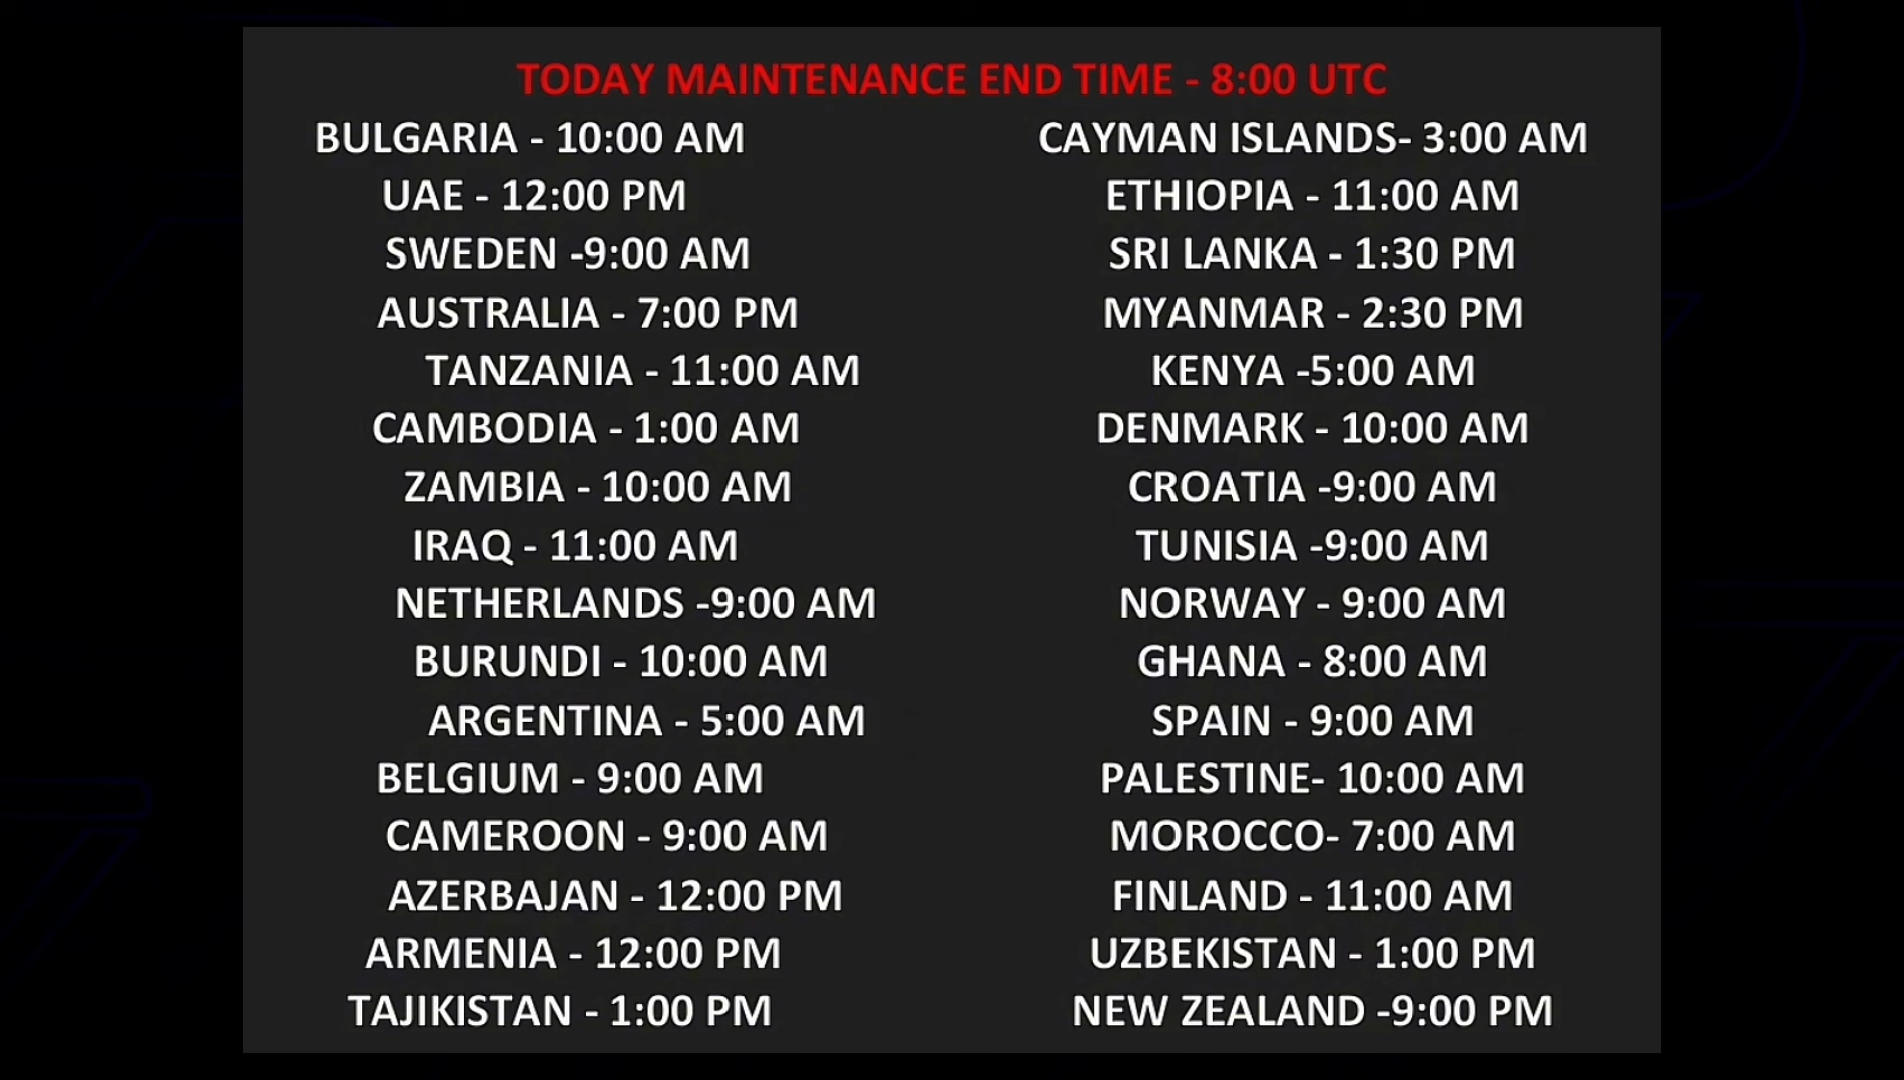 TODAY MAINTENANCE END TIME - 8:00 UTC
BULGARIA - 10:00 AM
UAE - 12:00 PM
SWEDEN -9:00 AM
AUSTRALIA - 7:00 PM
TANZANIA - 11:00 AM
CAMBODIA - 1:00 AM
ZAMBIA - 10:00 AM
IRAQ - 11:00 AM
NETHERLANDS -9:00 AM
BURUNDI - 10:00 AM
ARGENTINA - 5:00 AM
BELGIUM - 9:00 AM
CAMEROON - 9:00 AM
AZERBAJAN - 12:00 PM
ARMENIA - 12:00 PM
TAJIKISTAN - 1:00 PM
CAYMAN ISLANDS- 3:00 AM
ETHIOPIA - 11:00 AM
SRI LANKA - 1:30 PM
MYANMAR - 2:30 PM
KENYA -5:00 AM
DENMARK - 10:00 AM
CROATIA -9:00 AM
TUNISIA -9:00 AM
NORWAY - 9:00 AM
GHANA - 8:00 AM
SPAIN - 9:00 AM
PALESTINE- 10:00 AM
MOROCCO- 7:00 AM
FINLAND - 11:00 AM
UZBEKISTAN - 1:00 PM
NEW ZEALAND -9:00 PM